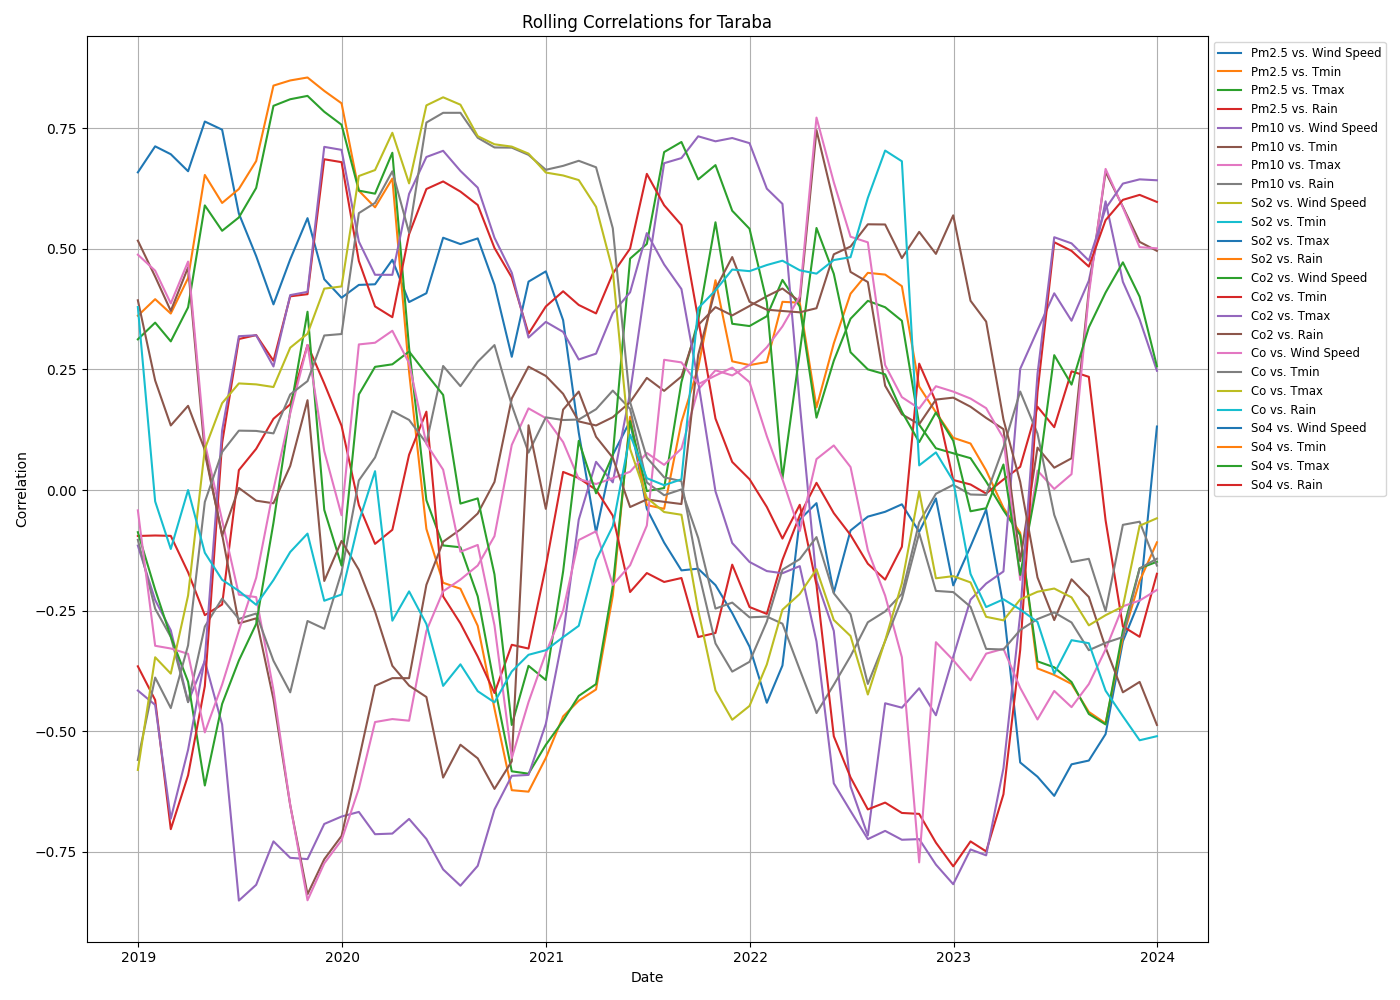 Rolling Correlations for Taraba
Pm2.5 vs. Wind Speed
Pm2.5 vs. Tmin
Pm2.5 vs. Tmax
Pm2.5 vs. Rain
Pm10 vs. Wind Speed
Pm10 vs. Tmin
Pm10 vs. Tmax
Pm10 vs. Rain
So2 vs. Wind Speed
So2 vs. Tmin
So2 vs. Tmax
So2 vs. Rain
Co2 vs. Wind Speed
Co2 vs. Tmin
Co2 vs. Tmax
Co2 vs. Rain
Co vs. Wind Speed
Co vs. Tmin
Co vs. Tmax
Co vs. Rain
So4 vs. Wind Speed
So4 vs. Tmin
So4 vs. Tmax
So4 vs. Rain
Correlation
0.75
0.50
0.25
0.00
−0.25
−0.50
−0.75
2019 2020 2021 2022 2023 2024
Date